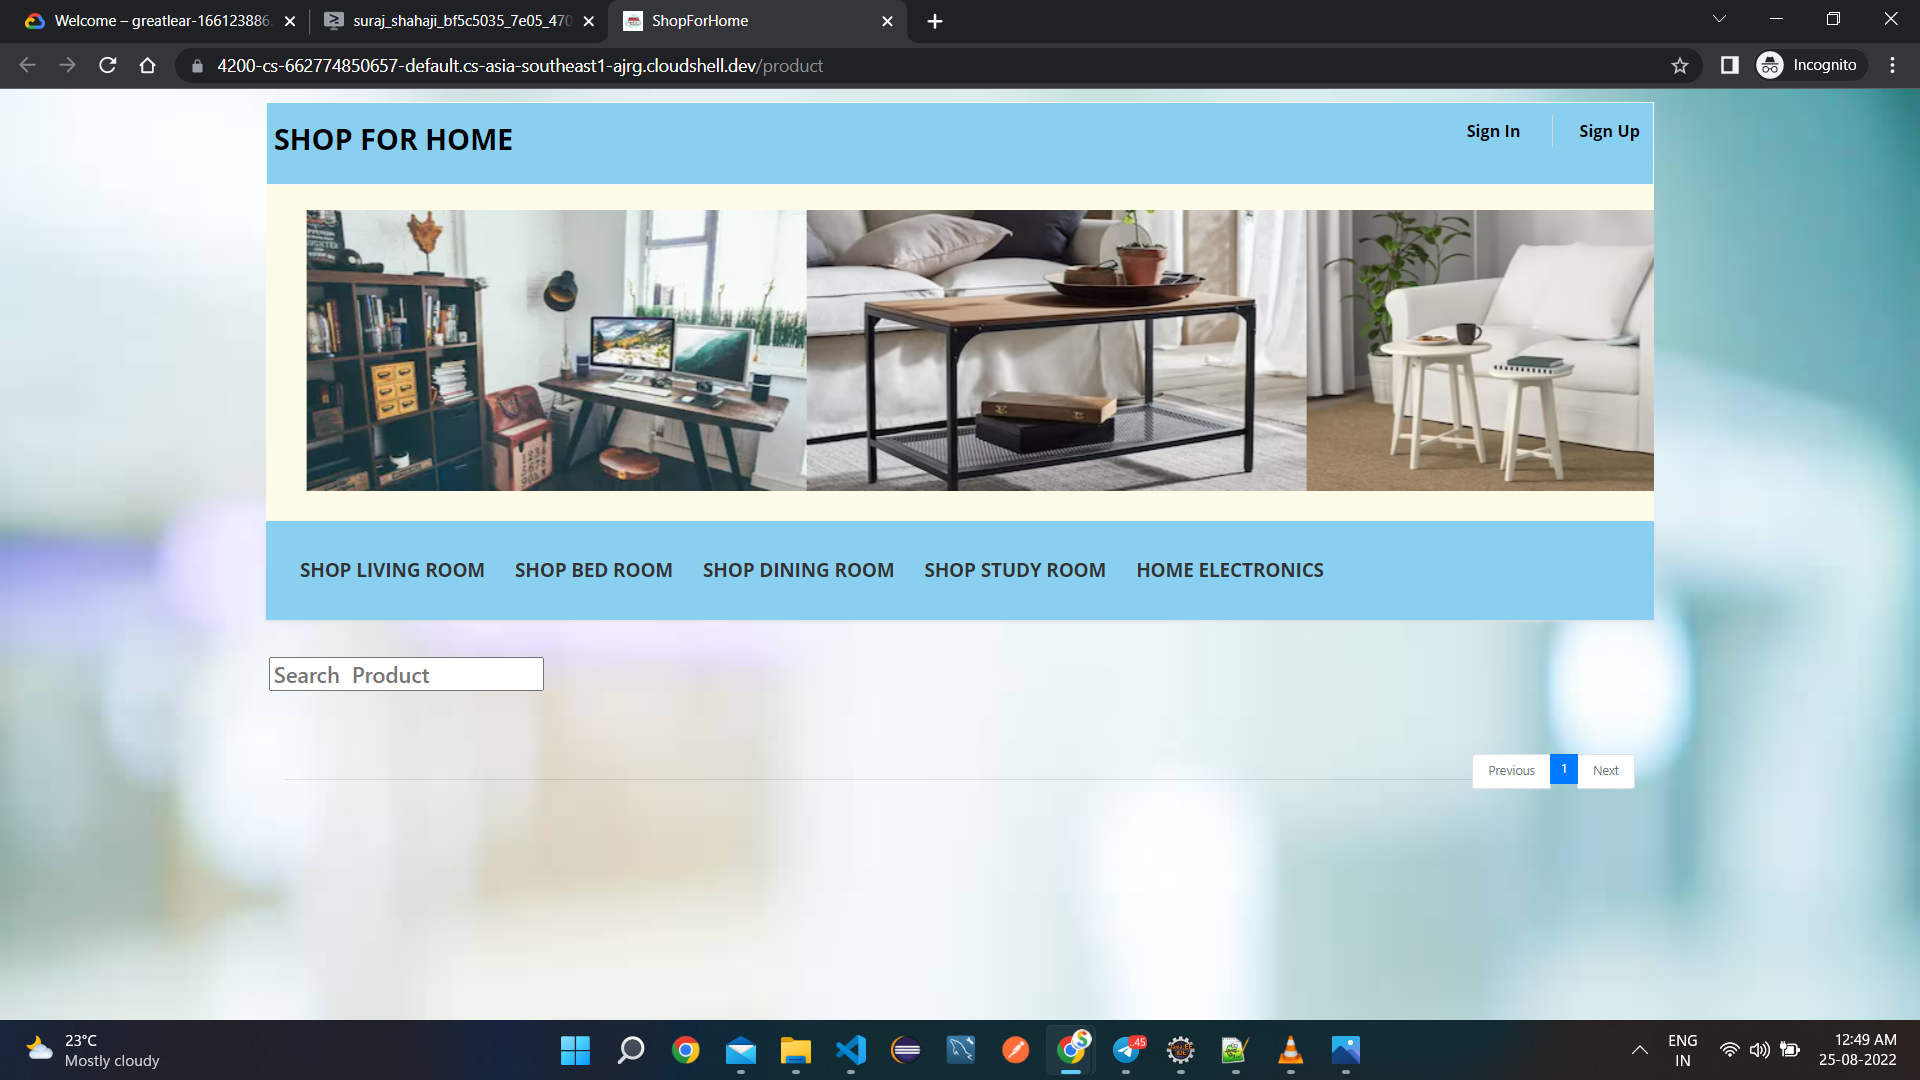 Welcome – greatlear-166123886
suraj_shahaji_bf5c5035_7e05_470
ShopForHome
4200-cs-662774850657-default.cs-asia-southeast1-ajrg.cloudshell.dev/product
Incognito
SHOP FOR HOME
Sign In
Sign Up
SHOP LIVING ROOM SHOP BED ROOM SHOP DINING ROOM SHOP STUDY ROOM HOME ELECTRONICS
Search Product
Previous 1 Next
23°C
Mostly cloudy
45
ENG
IN
12:49 AM
25-08-2022